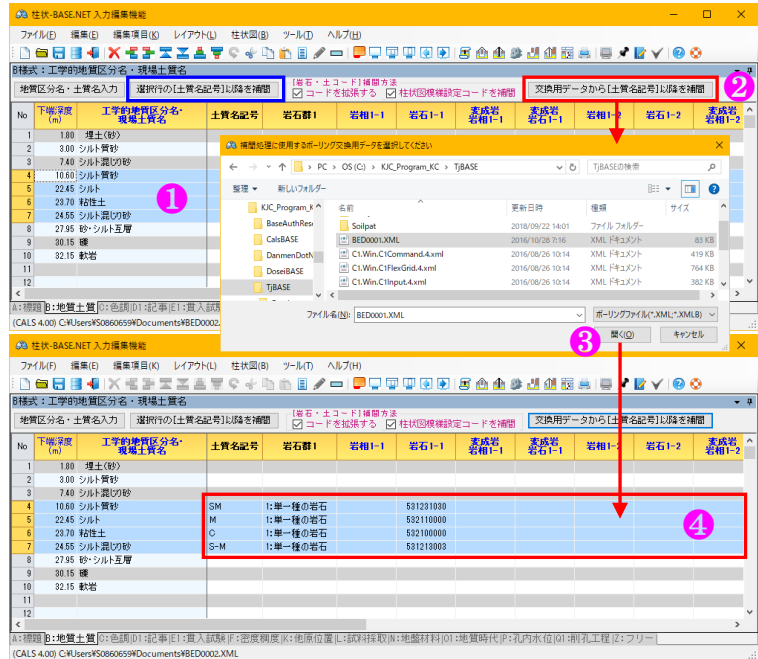 柱状-BASE.NET 入力編集機能
ファイル(F) 編集(E) 編集項目(K) レイアウト(L) 柱状図(B) ツール(T) ヘルプ(H)
B様式：工学的地質区分名・現場土質名
地質区分名・土質名入力 選択行の[土質名記号]以降を補間 [岩石・土コード]補間方法 コードを拡張する 柱状図模様設定コードを補間 交換用データから[土質名記号]以降を補間 2
No 下端深度(m) 工学的地質区分名・現場土質名 土質名記号 岩石群1 岩相1-1 岩石1-1 変成岩岩相1-1 変成岩岩石1-1 岩相1-2 岩石1-2 変成岩岩相1-2
1 1.80 埋土(砂)
2 3.00 シルト質砂
3 7.40 シルト混じり砂
4 10.60 シルト質砂
5 22.45 シルト
6 23.70 粘性土
7 24.55 シルト混じり砂
8 27.95 砂・シルト互層
9 30.15 礫
10 32.15 軟岩
11
12
1
A:標題 B:地質土質 C:色調 D1:記事 E1:貫入試
(CALS 4.00) C:¥Users¥S0860659¥Documents¥BED0002.
補間処理に使用するボーリング交換用データを選択してください
PC > OS (C:) > KJC_Program_KC > TjBASE TjBASEの検索
整理 新しいフォルダー
KJC_Program_K 名前 更新日時 種類 サイズ
BaseAuthRes Soilpat 2018/09/22 14:01 ファイル フォルダー
CalsBASE BED0001.XML 2016/10/28 7:16 XML ドキュメント 83 KB
DanmenDotN C1.Win.C1Command.4.xml 2016/08/26 10:14 XML ドキュメント 419 KB
DoseiBASE C1.Win.C1FlexGrid.4.xml 2016/08/26 10:14 XML ドキュメント 764 KB
TjBASE C1.Win.C1Input.4.xml 2016/08/26 10:14 XML ドキュメント 382 KB
ファイル名(N): BED0001.XML ボーリングファイル(*.XML;*.XMLB)
3 開く(O) キャンセル
柱状-BASE.NET 入力編集機能
ファイル(F) 編集(E) 編集項目(K) レイアウト(L) 柱状図(B) ツール(T) ヘルプ(H)
B様式：工学的地質区分名・現場土質名
地質区分名・土質名入力 選択行の[土質名記号]以降を補間 [岩石・土コード]補間方法 コードを拡張する 柱状図模様設定コードを補間 交換用データから[土質名記号]以降を補間
No 下端深度(m) 工学的地質区分名・現場土質名 土質名記号 岩石群1 岩相1-1 岩石1-1 変成岩岩相1-1 変成岩岩石1-1 岩相1-2 岩石1-2 変成岩岩相1-2
1 1.80 埋土(砂)
2 3.00 シルト質砂
3 7.40 シルト混じり砂
4 10.60 シルト質砂 SM 1:単一種の岩石 531231030
5 22.45 シルト M 1:単一種の岩石 532110000
6 23.70 粘性土 C 1:単一種の岩石 532100000
7 24.55 シルト混じり砂 S-M 1:単一種の岩石 531213003
8 27.95 砂・シルト互層
9 30.15 礫
10 32.15 軟岩
11
12
4
A:標題 B:地質土質 C:色調 D1:記事 E1:貫入試験 F:密度稠度 K:他原位置 L:試料採取 N:地盤材料 O1:地質時代 P:孔内水位 Q1:削孔工程 Z:フリー
(CALS 4.00) C:¥Users¥S0860659¥Documents¥BED0002.XML